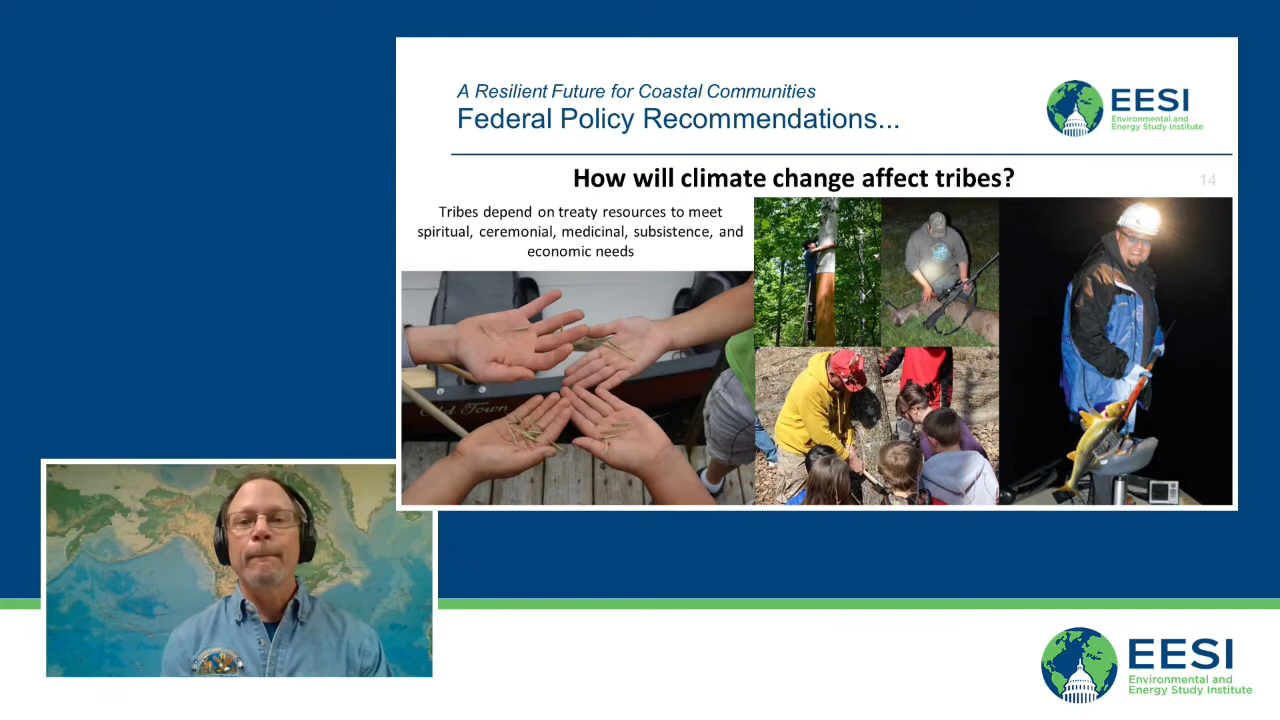 A Resilient Future for Coastal Communities
Federal Policy Recommendations...
EESI
Environmental and
Energy Study Institute
How will climate change affect tribes?
14
Tribes depend on treaty resources to meet
spiritual, ceremonial, medicinal, subsistence, and
economic needs
Old Town
EESI
Environmental and
Energy Study Institute